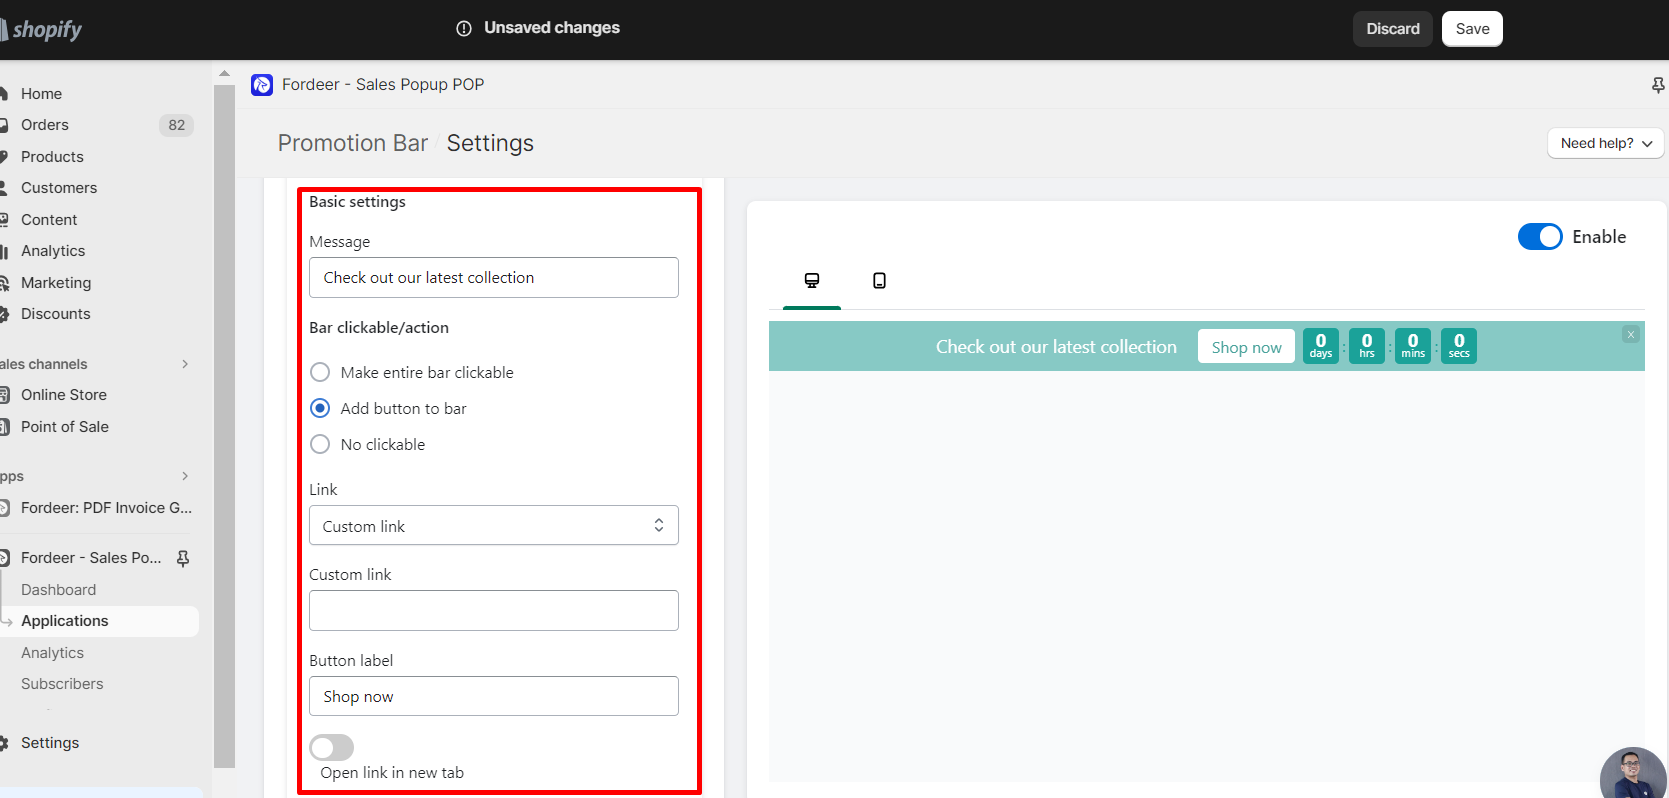 shopify
Unsaved changes
Discard
Save
Home
Orders
82
Products
Customers
Content
Analytics
Marketing
Discounts
ales channels
Online Store
Point of Sale
pps
Fordeer: PDF Invoice G...
Fordeer - Sales Po...
Dashboard
Applications
Analytics
Subscribers
Settings
Fordeer - Sales Popup POP
Promotion Bar / Settings
Need help?
Basic settings
Message
Check out our latest collection
Bar clickable/action
Make entire bar clickable
Add button to bar
No clickable
Link
Custom link
Custom link
Button label
Shop now
Open link in new tab
Enable
Check out our latest collection
Shop now
0 : 0 : 0 : 0
days hrs mins secs
x